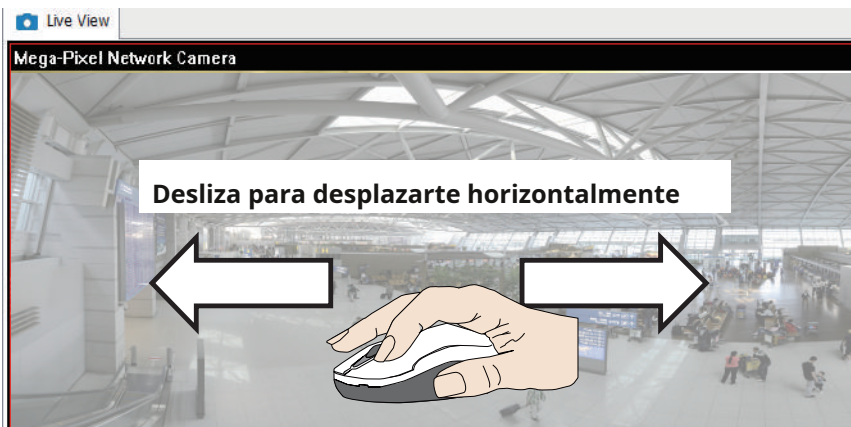 Live View
Mega-Pixel Network Camera
Desliza para desplazarte horizontalmente